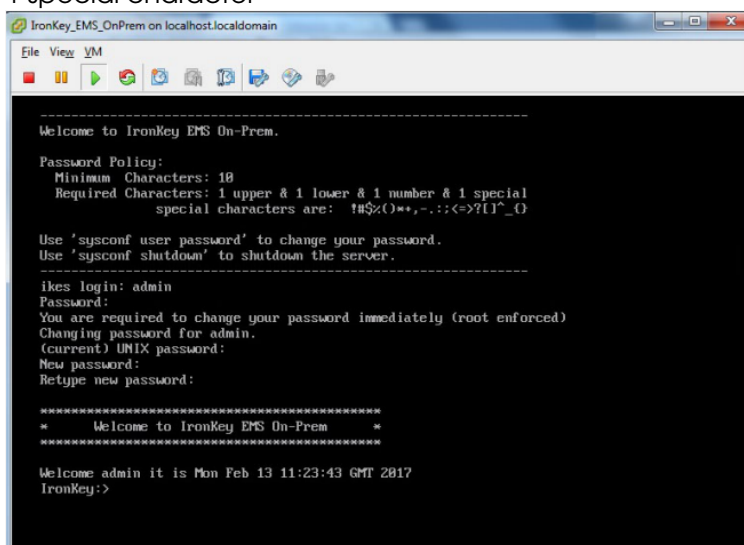 1 special character
IronKey_EMS_OnPrem on localhost.localdomain
File View VM
------------------------------------------------------------
Welcome to IronKey EMS On-Prem.
Password Policy:
Minimum Characters: 10
Required Characters: 1 upper & 1 lower & 1 number & 1 special
special characters are: !#$%()*+,-.:;<=>?[]^_{}
Use 'sysconf user password' to change your password.
Use 'sysconf shutdown' to shutdown the server.
------------------------------------------------------------
ikes login: admin
Password:
You are required to change your password immediately (root enforced)
Changing password for admin.
(current) UNIX password:
New password:
Retype new password:
******************************************
* Welcome to IronKey EMS On-Prem *
******************************************
Welcome admin it is Mon Feb 13 11:23:43 GMT 2017
IronKey:>